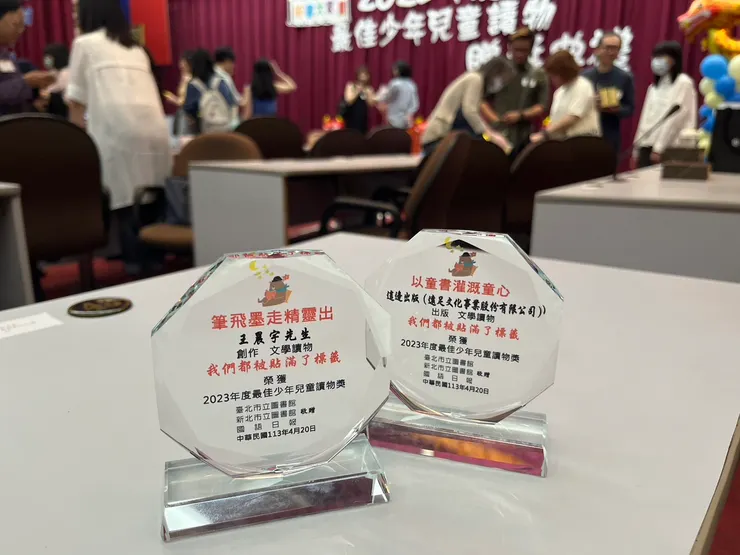 最佳少年兒童讀物
筆飛墨走精靈出
王晨宇先生
創作 文學讀物
我們都被貼滿了標籤
榮獲
2023年度最佳少年兒童讀物獎
臺北市立圖書館
新北市立圖書館 敬贈
國語日報
中華民國113年4月20日
以童書灌溉童心
遠足文化事業股份有限公司
出版 文學讀物
我們都被貼滿了標籤
榮獲
2023年度最佳少年兒童讀物獎
臺北市立圖書館
新北市立圖書館 敬贈
國語日報
中華民國113年4月20日